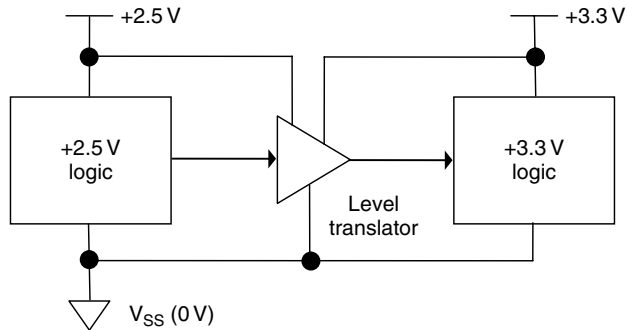 +2.5 V
+3.3 V
+2.5 V
logic
+3.3 V
logic
Level
translator
VSS (0 V)